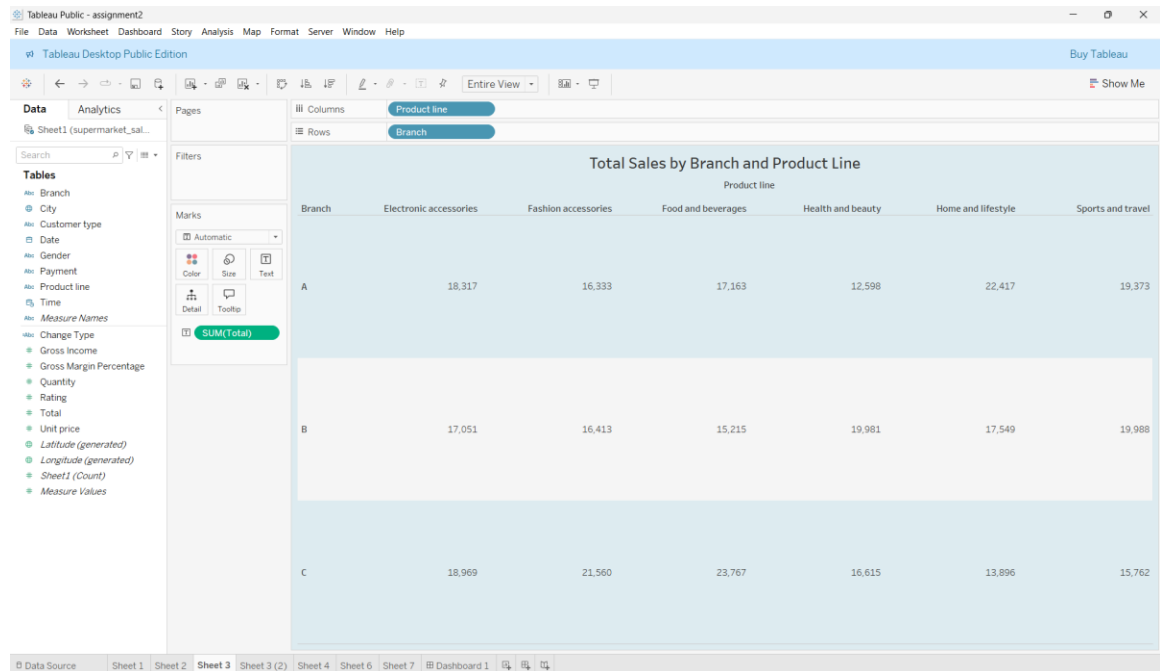 Tableau Public - assignment2
File Data Worksheet Dashboard Story Analysis Map Format Server Window Help
Tableau Desktop Public Edition Buy Tableau
Entire View Show Me
Data Analytics
Sheet1 (supermarket_sal...
Search
Tables
Abc Branch
City
Abc Customer type
Date
Abc Gender
Abc Payment
Abc Product line
Time
Abc Measure Names
Abc Change Type
Gross Income
Gross Margin Percentage
Quantity
Rating
Total
Unit price
Latitude (generated)
Longitude (generated)
Sheet1 (Count)
Measure Values
Pages
Filters
Marks
Automatic
Color Size Text
Detail Tooltip
SUM(Total)
Columns Product line
Rows Branch
Total Sales by Branch and Product Line
Product line
Branch Electronic accessories Fashion accessories Food and beverages Health and beauty Home and lifestyle Sports and travel
A 18,317 16,333 17,163 12,598 22,417 19,373
B 17,051 16,413 15,215 19,981 17,549 19,988
C 18,969 21,560 23,767 16,615 13,896 15,762
Data Source Sheet 1 Sheet 2 Sheet 3 Sheet 3 (2) Sheet 4 Sheet 6 Sheet 7 Dashboard 1